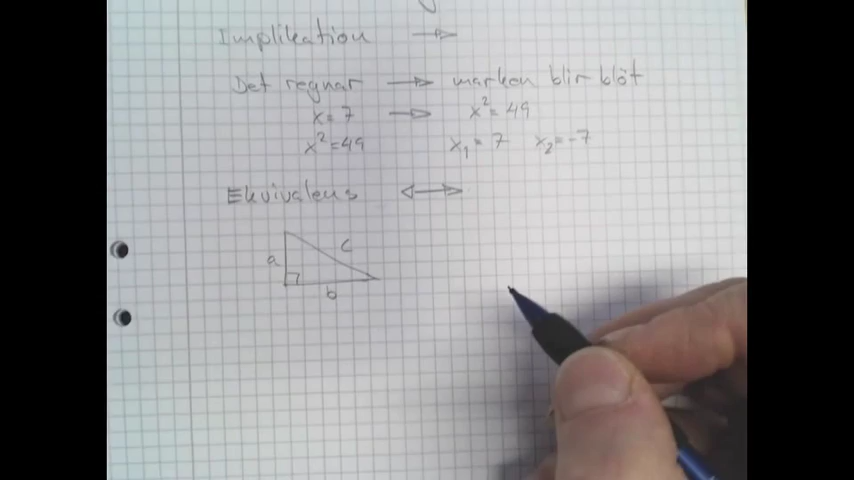 Implikation →
Det regnar → marken blir blöt
x = 7 → x² = 49
x² = 49 x₁ = 7 x₂ = -7
Ekvivalens ↔
c
a
b